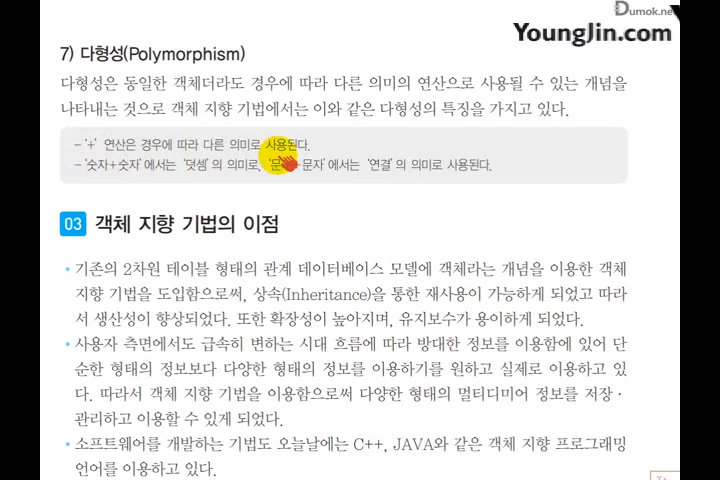 Dumok.ne
YoungJin.com
7) 다형성(Polymorphism)
다형성은 동일한 객체더라도 경우에 따라 다른 의미의 연산으로 사용될 수 있는 개념을
나타내는 것으로 객체 지향 기법에서는 이와 같은 다형성의 특징을 가지고 있다.
- '+' 연산은 경우에 따라 다른 의미로 사용된다.
- '숫자+숫자'에서는 '덧셈'의 의미로, '문 문자'에서는 '연결'의 의미로 사용된다.
03 객체 지향 기법의 이점
• 기존의 2차원 테이블 형태의 관계 데이터베이스 모델에 객체라는 개념을 이용한 객체
지향 기법을 도입함으로써, 상속(Inheritance)을 통한 재사용이 가능하게 되었고 따라
서 생산성이 향상되었다. 또한 확장성이 높아지며, 유지보수가 용이하게 되었다.
• 사용자 측면에서도 급속히 변하는 시대 흐름에 따라 방대한 정보를 이용함에 있어 단
순한 형태의 정보보다 다양한 형태의 정보를 이용하기를 원하고 실제로 이용하고 있
다. 따라서 객체 지향 기법을 이용함으로써 다양한 형태의 멀티디미어 정보를 저장·
관리하고 이용할 수 있게 되었다.
• 소프트웨어를 개발하는 기법도 오늘날에는 C++, JAVA와 같은 객체 지향 프로그래밍
언어를 이용하고 있다.